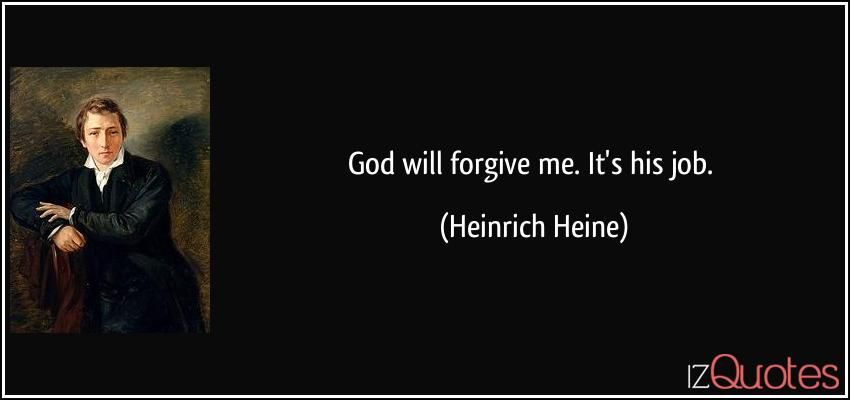 God will forgive me. It's his job.
(Heinrich Heine)
IZQuotes